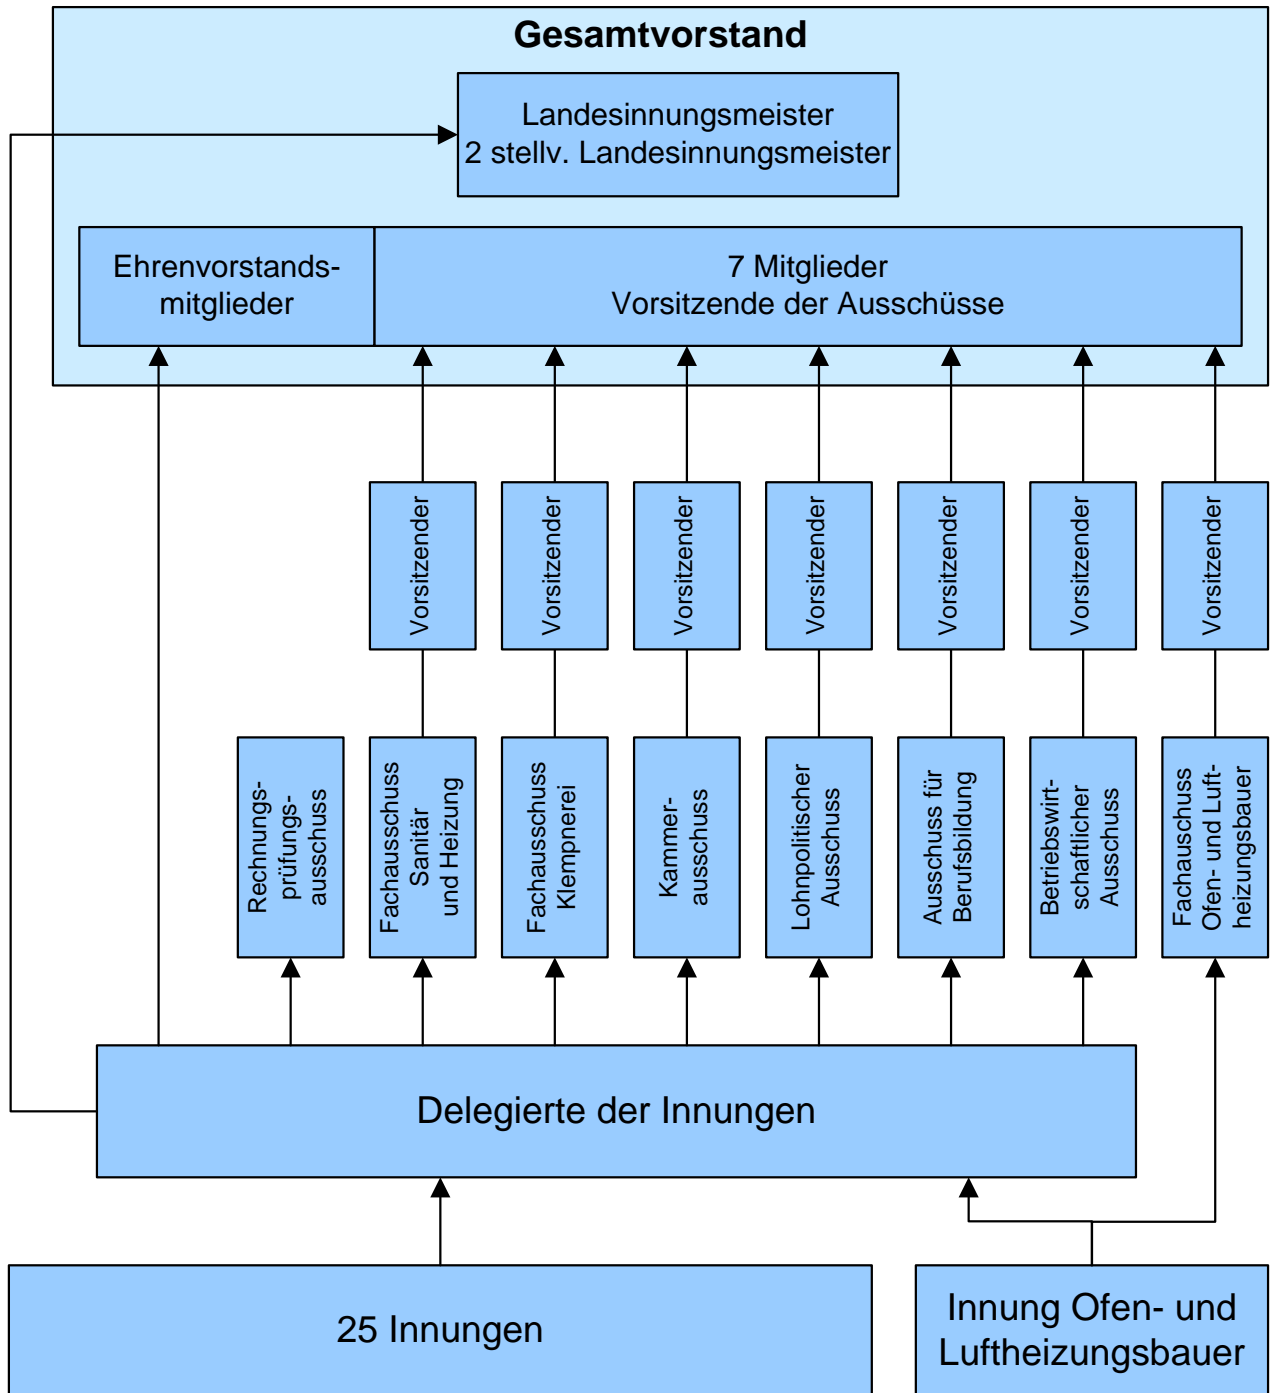 Gesamtvorstand
Landesinnungsmeister
2 stellv. Landesinnungsmeister
Ehrenvorstands-
mitglieder
7 Mitglieder
Vorsitzende der Ausschüsse
Vorsitzender
Vorsitzender
Vorsitzender
Vorsitzender
Vorsitzender
Vorsitzender
Vorsitzender
Rechnungs-
prüfungs-
ausschuss
Fachausschuss
Sanitär
und Heizung
Fachausschuss
Klempnerei
Kammer-
ausschuss
Lohnpolitischer
Ausschuss
Ausschuss für
Berufsbildung
Betriebswirt-
schaftlicher
Ausschuss
Fachauschuss
Ofen- und Luft-
heizungsbauer
Delegierte der Innungen
25 Innungen
Innung Ofen- und
Luftheizungsbauer